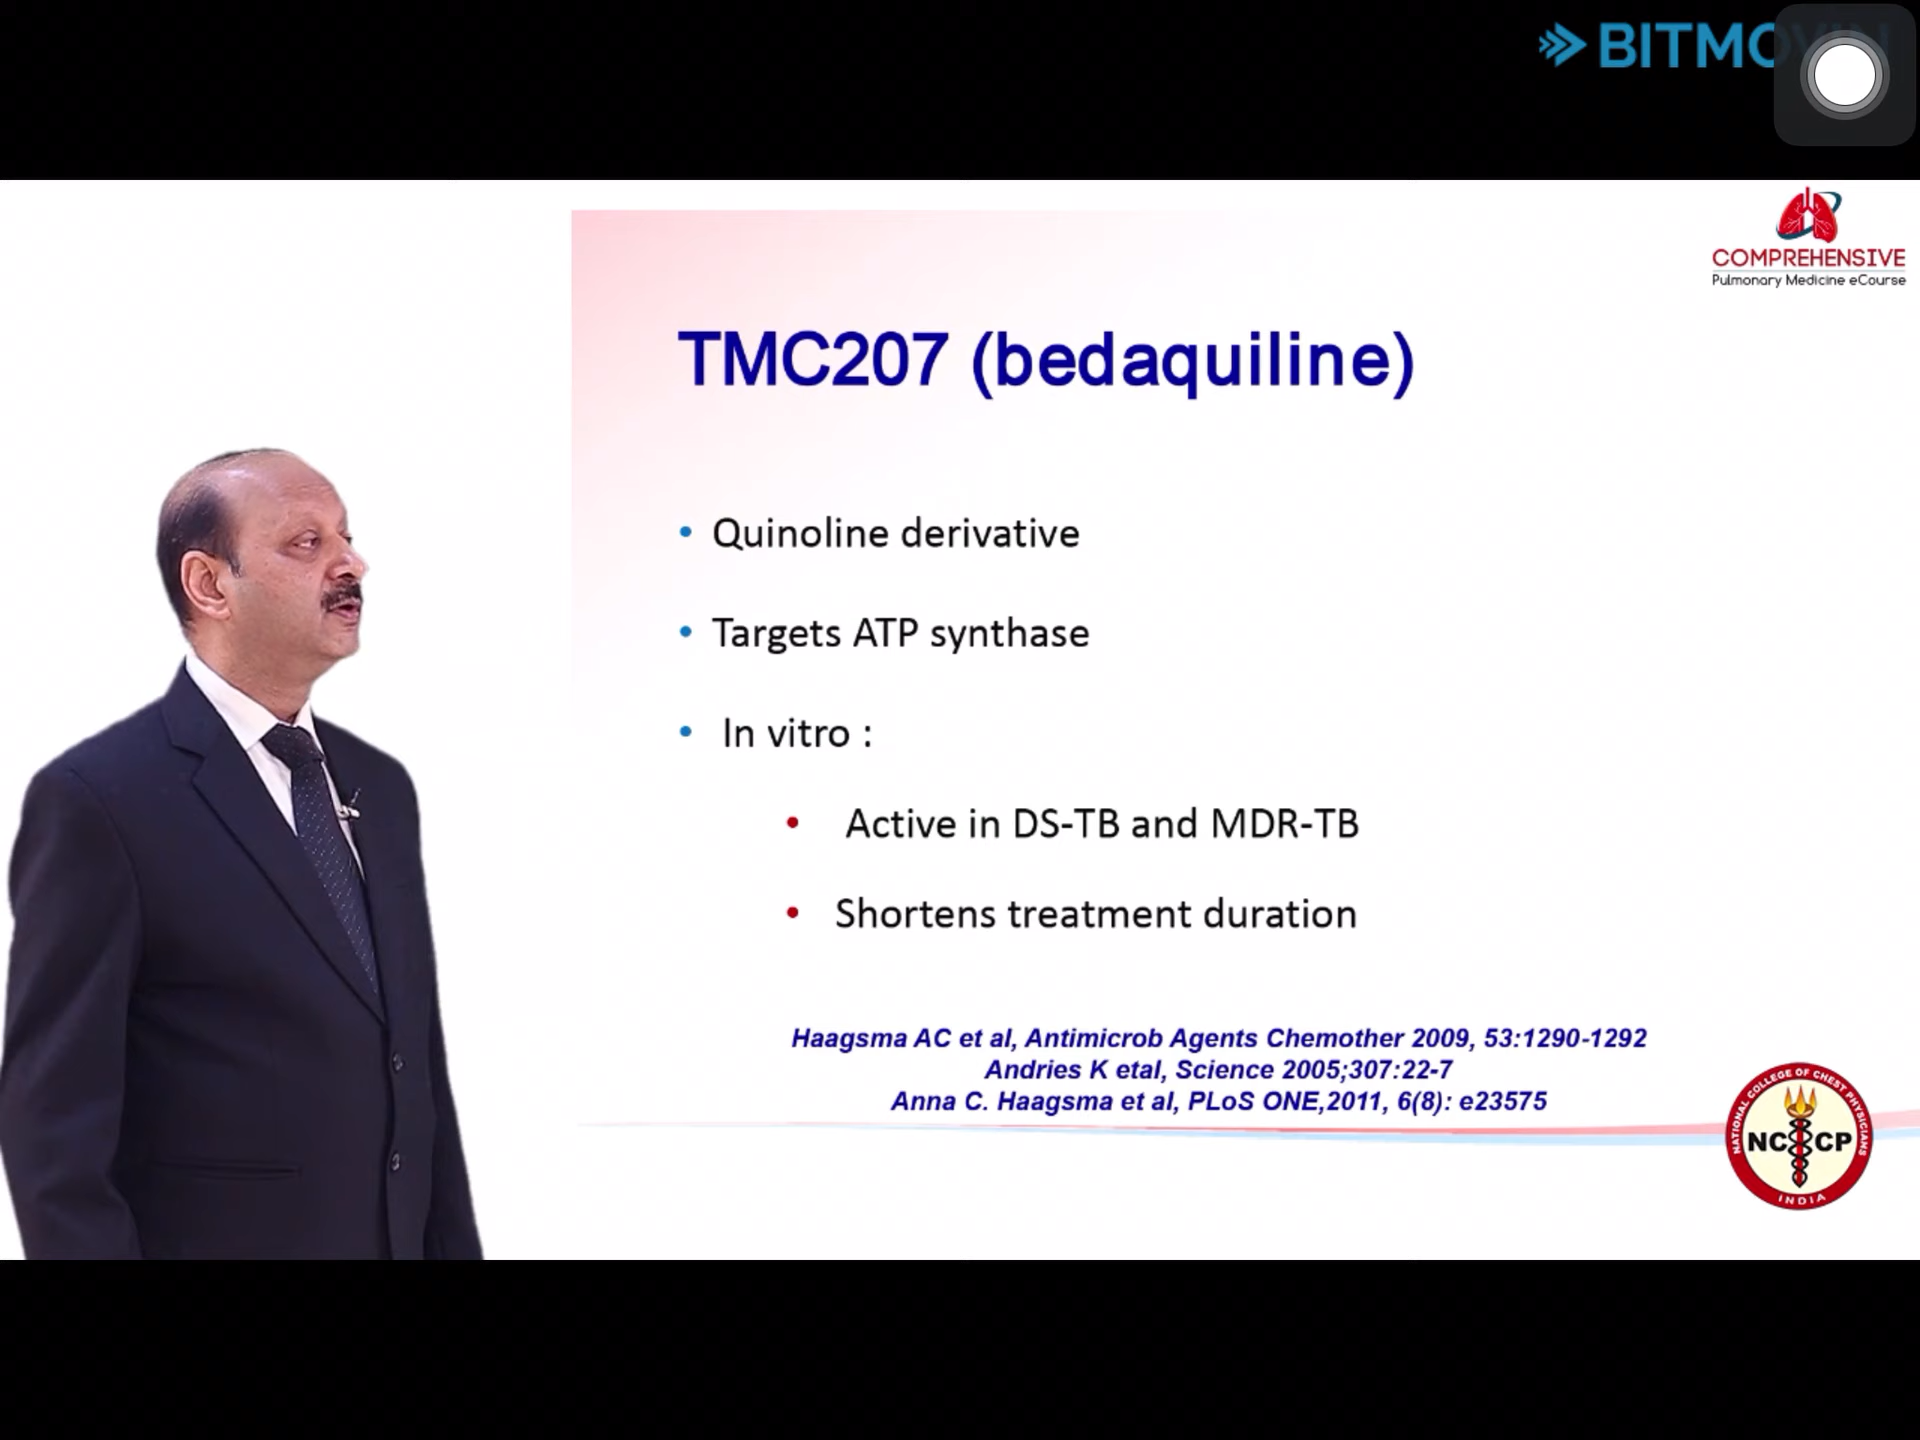 BITMO
COMPREHENSIVE
Pulmonary Medicine eCourse
TMC207 (bedaquiline)
• Quinoline derivative
• Targets ATP synthase
• In vitro :
• Active in DS-TB and MDR-TB
• Shortens treatment duration
Haagsma AC et al, Antimicrob Agents Chemother 2009, 53:1290-1292
Andries K etal, Science 2005;307:22-7
Anna C. Haagsma et al, PLoS ONE,2011, 6(8): e23575
NATIONAL COLLEGE OF CHEST PHYSICIANS
NCCP
INDIA